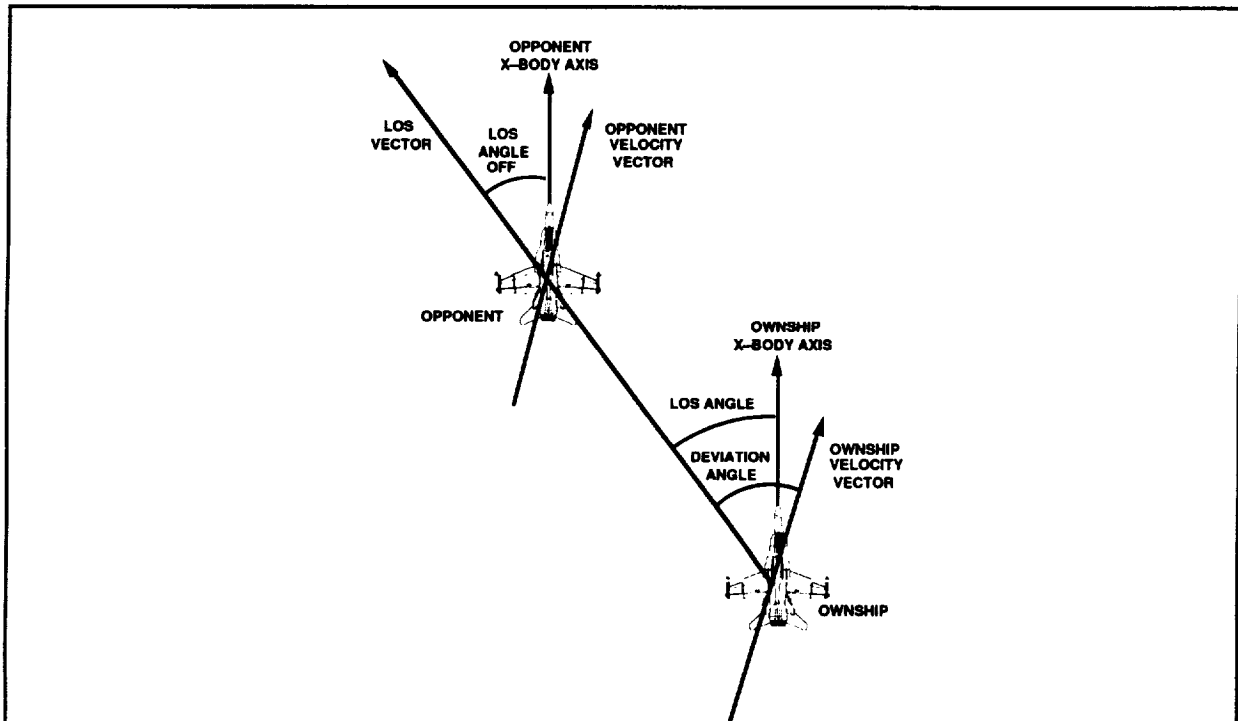 OPPONENT
X–BODY AXIS
LOS
VECTOR
LOS
ANGLE
OFF
OPPONENT
VELOCITY
VECTOR
OPPONENT
OWNSHIP
X–BODY AXIS
LOS ANGLE
DEVIATION
ANGLE
OWNSHIP
VELOCITY
VECTOR
OWNSHIP